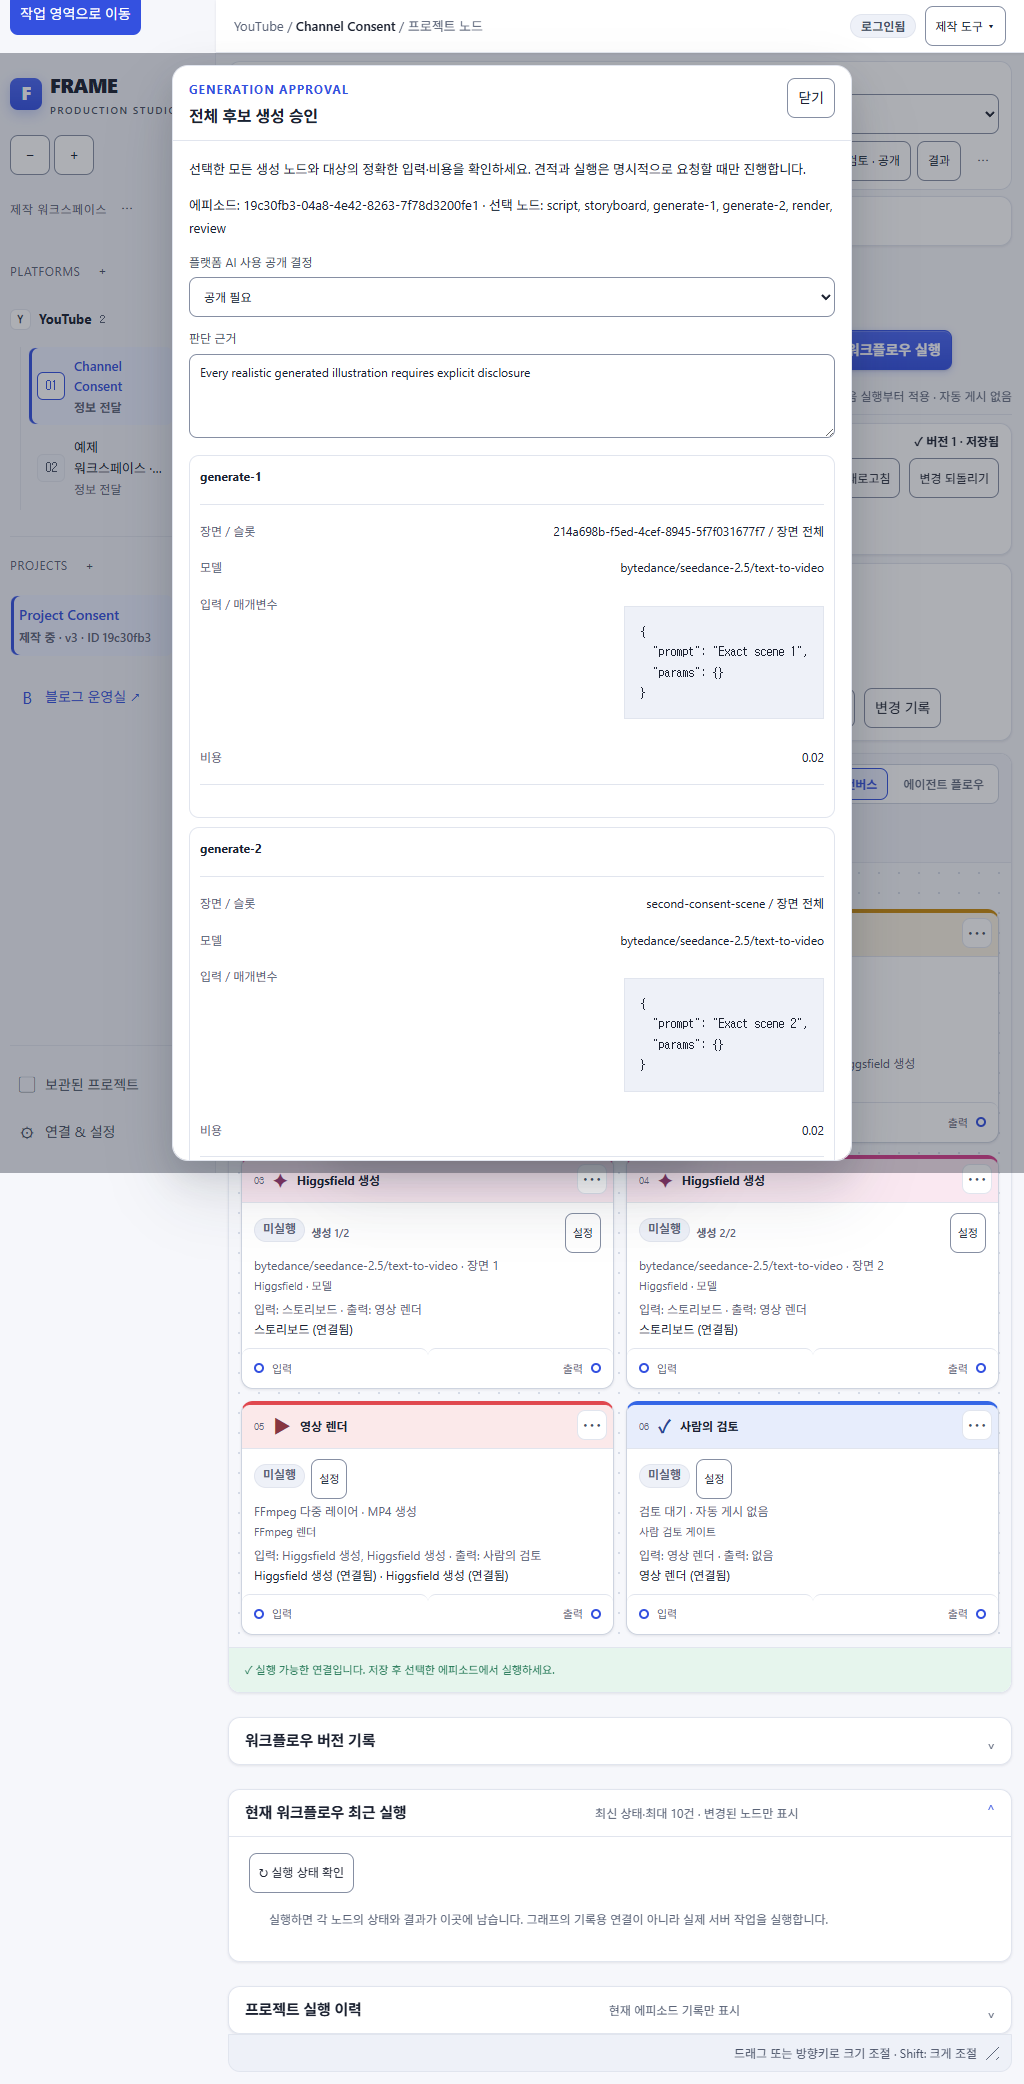 작업 영역으로 이동
YouTube / Channel Consent / 프로젝트 노드
로그인됨
제작 도구
F
FRAME
PRODUCTION STUDIO
−
+
제작 워크스페이스 ···
PLATFORMS +
Y YouTube 2
01
Channel
Consent
정보 전달
02
예제
워크스페이스 ·...
정보 전달
PROJECTS +
Project Consent
제작 중 · v3 · ID 19c30fb3
B 블로그 운영실 ↗
보관된 프로젝트
연결 & 설정
GENERATION APPROVAL
전체 후보 생성 승인
닫기
선택한 모든 생성 노드와 대상의 정확한 입력·비용을 확인하세요. 견적과 실행은 명시적으로 요청할 때만 진행합니다.
에피소드: 19c30fb3-04a8-4e42-8263-7f78d3200fe1 · 선택 노드: script, storyboard, generate-1, generate-2, render,
review
플랫폼 AI 사용 공개 결정
공개 필요
판단 근거
Every realistic generated illustration requires explicit disclosure
generate-1
장면 / 슬롯
214a698b-f5ed-4cef-8945-5f7f031677f7 / 장면 전체
모델
bytedance/seedance-2.5/text-to-video
입력 / 매개변수
{
"prompt": "Exact scene 1",
"params": {}
}
비용
0.02
generate-2
장면 / 슬롯
second-consent-scene / 장면 전체
모델
bytedance/seedance-2.5/text-to-video
입력 / 매개변수
{
"prompt": "Exact scene 2",
"params": {}
}
비용
0.02
· 공개
결과
···
워크플로우 실행
실행부터 적용 · 자동 게시 없음
✓ 버전 1 · 저장됨
로고침
변경 되돌리기
변경 기록
버스
에이전트 플로우
···
ggsfield 생성
출력
03 Higgsfield 생성 ···
미실행 생성 1/2
설정
bytedance/seedance-2.5/text-to-video · 장면 1
Higgsfield · 모델
입력: 스토리보드 · 출력: 영상 렌더
스토리보드 (연결됨)
입력
출력
04 Higgsfield 생성 ···
미실행 생성 2/2
설정
bytedance/seedance-2.5/text-to-video · 장면 2
Higgsfield · 모델
입력: 스토리보드 · 출력: 영상 렌더
스토리보드 (연결됨)
입력
출력
05 영상 렌더 ···
미실행
설정
FFmpeg 다중 레이어 · MP4 생성
FFmpeg 렌더
입력: Higgsfield 생성, Higgsfield 생성 · 출력: 사람의 검토
Higgsfield 생성 (연결됨) · Higgsfield 생성 (연결됨)
입력
출력
06 ✓ 사람의 검토 ···
미실행
설정
검토 대기 · 자동 게시 없음
사람 검토 게이트
입력: 영상 렌더 · 출력: 없음
영상 렌더 (연결됨)
입력
출력
✓ 실행 가능한 연결입니다. 저장 후 선택한 에피소드에서 실행하세요.
워크플로우 버전 기록
현재 워크플로우 최근 실행
최신 상태·최대 10건 · 변경된 노드만 표시
↻ 실행 상태 확인
실행하면 각 노드의 상태와 결과가 이곳에 남습니다. 그래프의 기록용 연결이 아니라 실제 서버 작업을 실행합니다.
프로젝트 실행 이력
현재 에피소드 기록만 표시
드래그 또는 방향키로 크기 조절 · Shift: 크게 조절